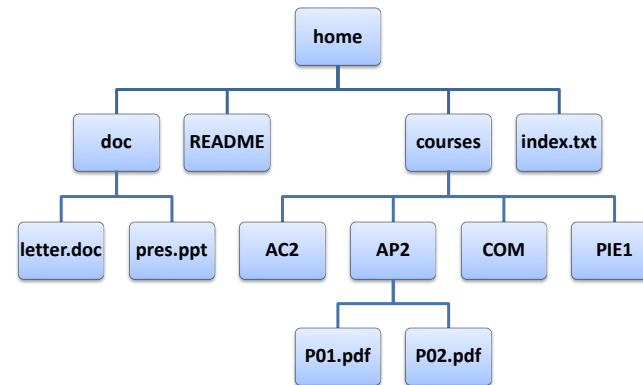 home
doc
README
courses
index.txt
letter.doc
pres.ppt
AC2
AP2
COM
PIE1
P01.pdf
P02.pdf